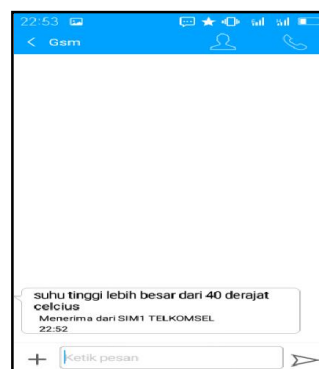 22:53
< Gsm
suhu tinggi lebih besar dari 40 derajat
celcius
Menerima dari SIM1 TELKOMSEL
22:52
Ketik pesan